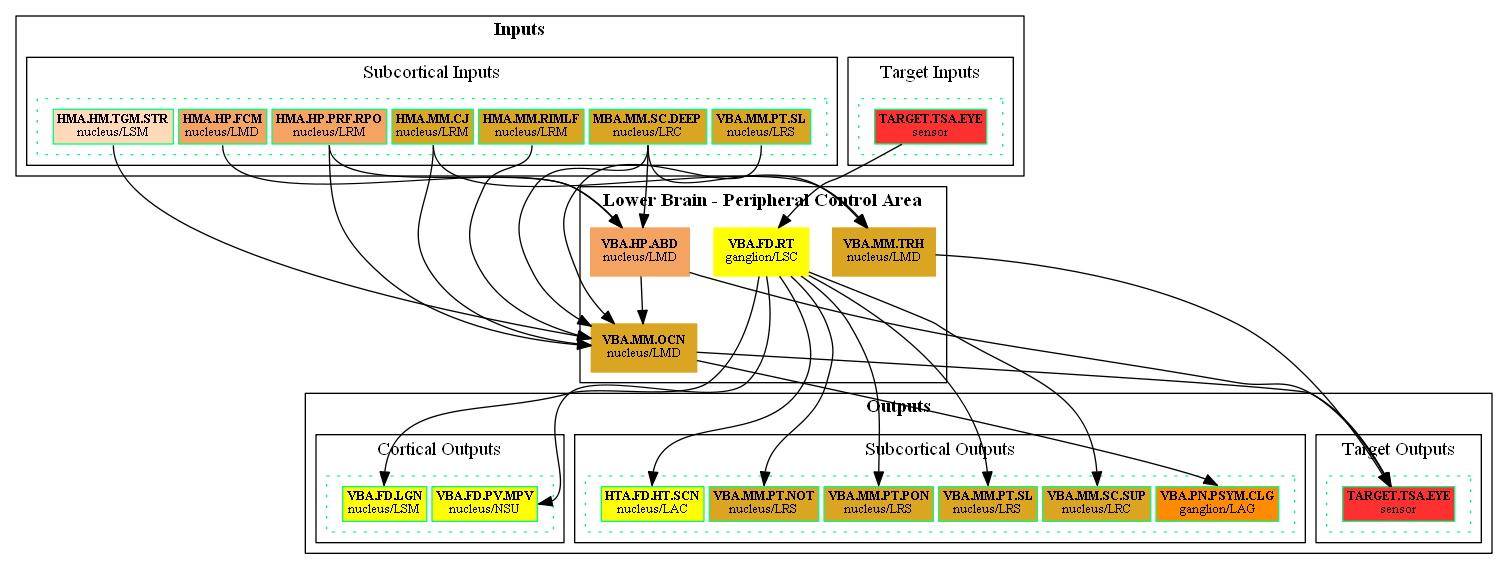 Inputs
Subcortical Inputs
Target Inputs
HMA.HM.TGM.STR
nucleus/LSM
HMA.HP.FCM
nucleus/LMD
HMA.HP.PRF.RPO
nucleus/LRM
HMA.MM.CJ
nucleus/LRM
HMA.MM.RIMLF
nucleus/LRM
MBA.MM.SC.DEEP
nucleus/LRC
VBA.MM.PT.SL
nucleus/LRS
TARGET.TSA.EYE
sensor
Lower Brain - Peripheral Control Area
VBA.HP.ABD
nucleus/LMD
VBA.FD.RT
ganglion/LSC
VBA.MM.TRH
nucleus/LMD
VBA.MM.OCN
nucleus/LMD
Outputs
Cortical Outputs
Subcortical Outputs
Target Outputs
VBA.FD.LGN
nucleus/LSM
VBA.FD.PV.MPV
nucleus/NSU
HTA.FD.HT.SCN
nucleus/LAC
VBA.MM.PT.NOT
nucleus/LRS
VBA.MM.PT.PON
nucleus/LRS
VBA.MM.PT.SL
nucleus/LRS
VBA.MM.SC.SUP
nucleus/LRC
VBA.PN.PSYM.CLG
ganglion/LAG
TARGET.TSA.EYE
sensor